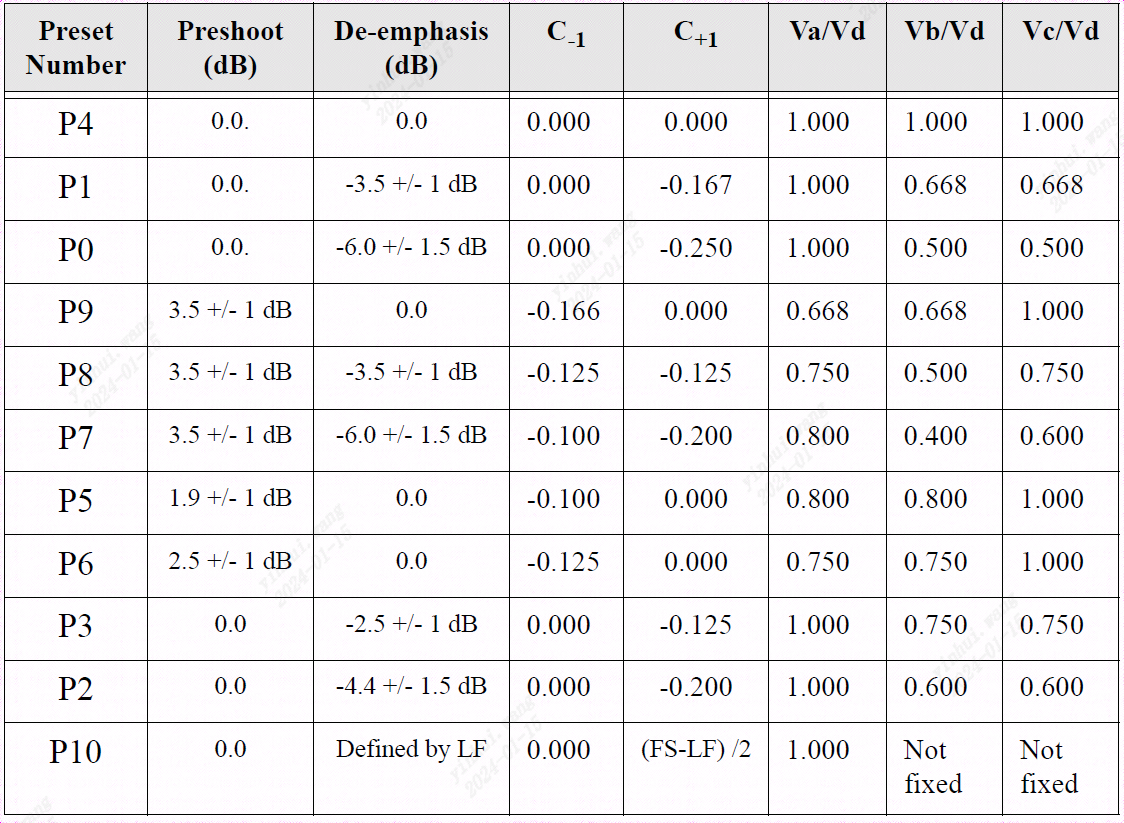 Preset Number Preshoot (dB) De-emphasis (dB) C-1 C+1 Va/Vd Vb/Vd Vc/Vd
P4 0.0. 0.0 0.000 0.000 1.000 1.000 1.000
P1 0.0. -3.5 +/- 1 dB 0.000 -0.167 1.000 0.668 0.668
P0 0.0. -6.0 +/- 1.5 dB 0.000 -0.250 1.000 0.500 0.500
P9 3.5 +/- 1 dB 0.0 -0.166 0.000 0.668 0.668 1.000
P8 3.5 +/- 1 dB -3.5 +/- 1 dB -0.125 -0.125 0.750 0.500 0.750
P7 3.5 +/- 1 dB -6.0 +/- 1.5 dB -0.100 -0.200 0.800 0.400 0.600
P5 1.9 +/- 1 dB 0.0 -0.100 0.000 0.800 0.800 1.000
P6 2.5 +/- 1 dB 0.0 -0.125 0.000 0.750 0.750 1.000
P3 0.0 -2.5 +/- 1 dB 0.000 -0.125 1.000 0.750 0.750
P2 0.0 -4.4 +/- 1.5 dB 0.000 -0.200 1.000 0.600 0.600
P10 0.0 Defined by LF 0.000 (FS-LF) /2 1.000 Not fixed Not fixed